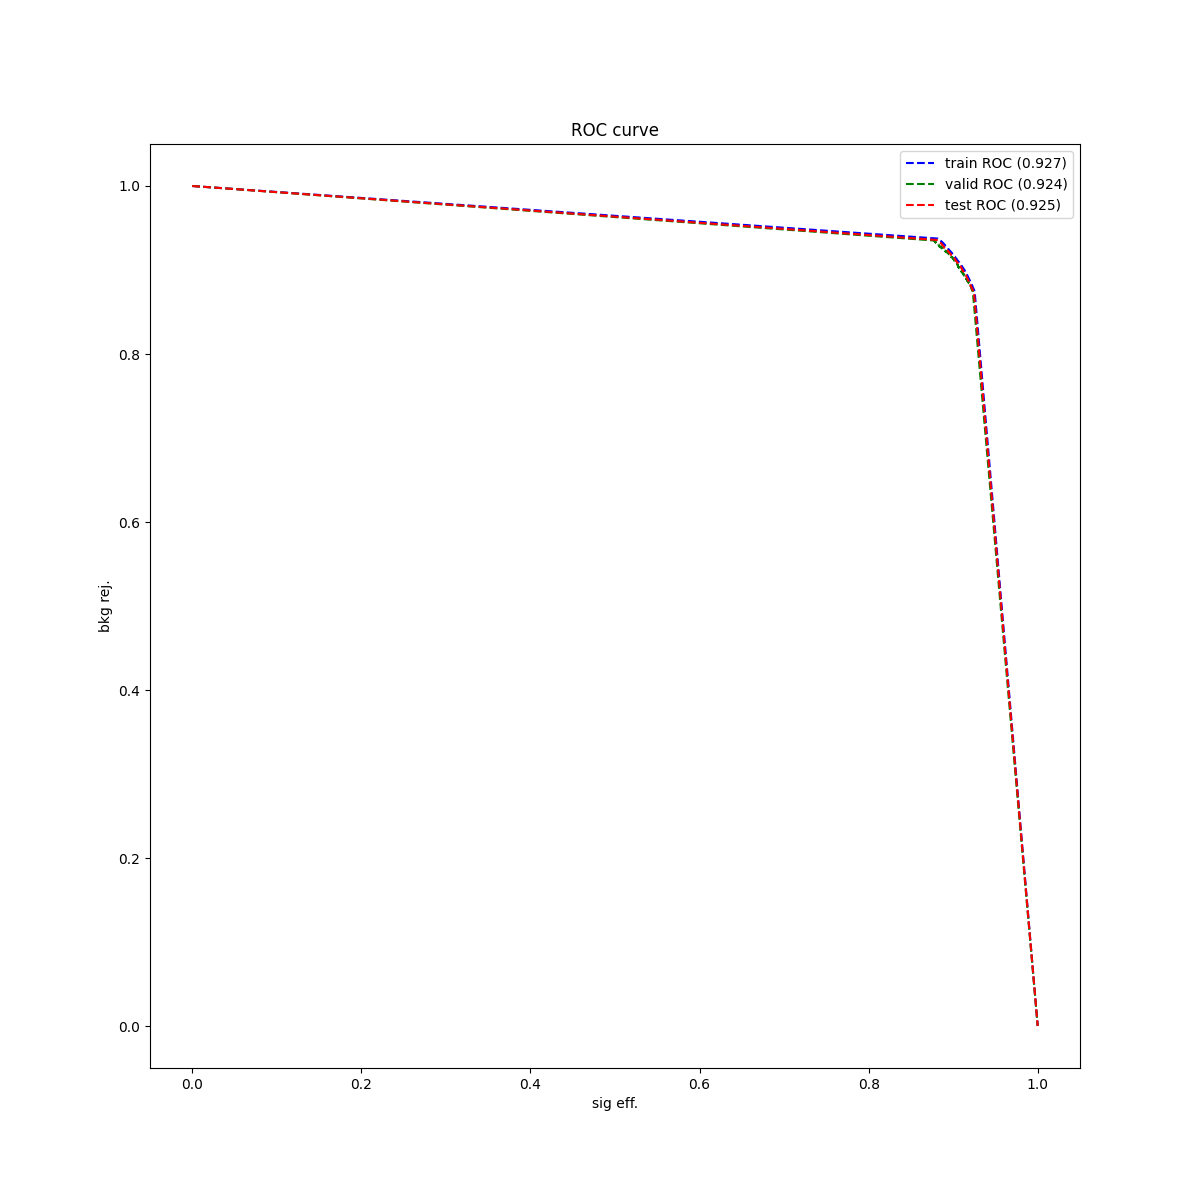 ROC curve
train ROC (0.927)
valid ROC (0.924)
test ROC (0.925)
1.0
0.8
0.6
0.4
0.2
0.0
bkg rej.
0.0 0.2 0.4 0.6 0.8 1.0
sig eff.